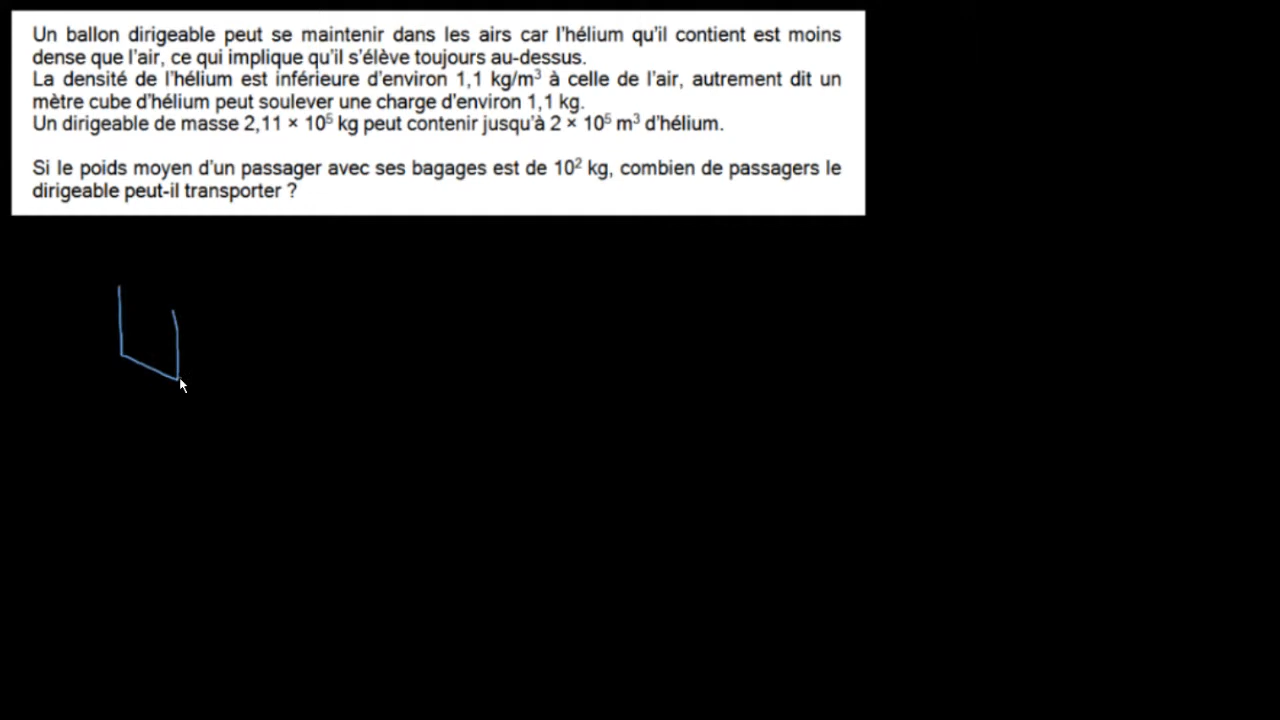 Un ballon dirigeable peut se maintenir dans les airs car l'hélium qu'il contient est moins
dense que l'air, ce qui implique qu'il s'élève toujours au-dessus.
La densité de l'hélium est inférieure d'environ 1,1 kg/m³ à celle de l'air, autrement dit un
mètre cube d'hélium peut soulever une charge d'environ 1,1 kg.
Un dirigeable de masse 2,11 × 10⁵ kg peut contenir jusqu'à 2 × 10⁵ m³ d'hélium.
Si le poids moyen d'un passager avec ses bagages est de 10² kg, combien de passagers le
dirigeable peut-il transporter ?